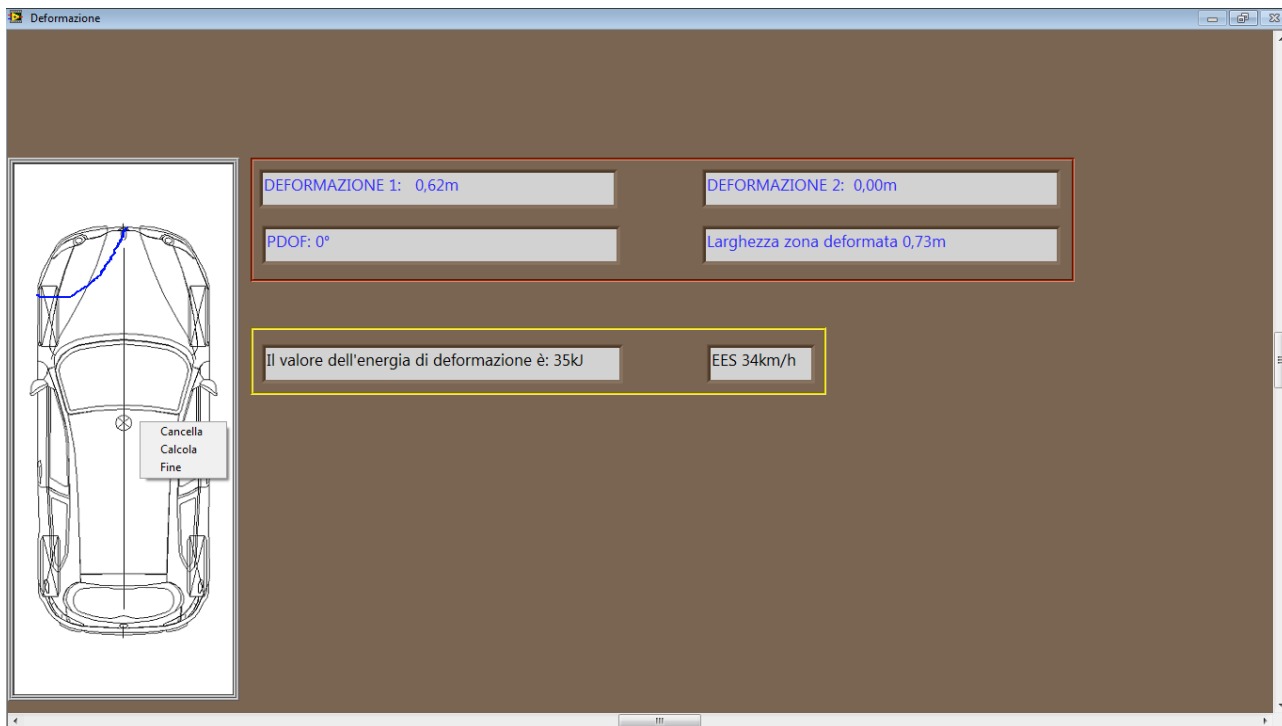 Deformazione
DEFORMAZIONE 1: 0,62m
DEFORMAZIONE 2: 0,00m
PDOF: 0°
Larghezza zona deformata 0,73m
Il valore dell'energia di deformazione è: 35kJ
EES 34km/h
Cancella
Calcola
Fine